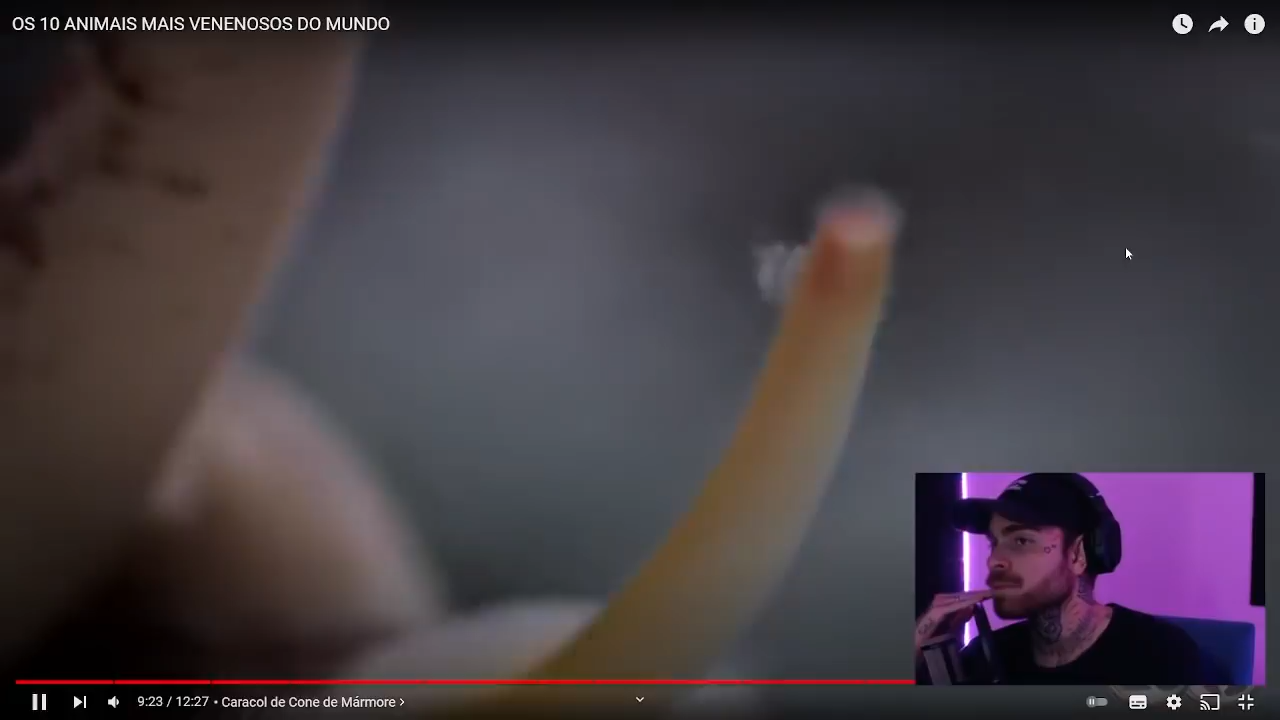 OS 10 ANIMAIS MAIS VENENOSOS DO MUNDO
9:23 / 12:27 • Caracol de Cone de Mármore >